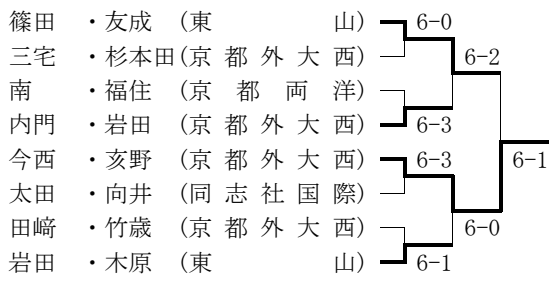 篠田 ・友成 (東 山) 6-0
三宅 ・杉本田(京 都 外 大 西) 6-2
南 ・福住 (京 都 両 洋)
内門 ・岩田 (京 都 外 大 西) 6-3
今西 ・亥野 (京 都 外 大 西) 6-3 6-1
太田 ・向井 (同 志 社 国 際)
田﨑 ・竹歳 (京 都 外 大 西) 6-0
岩田 ・木原 (東 山) 6-1